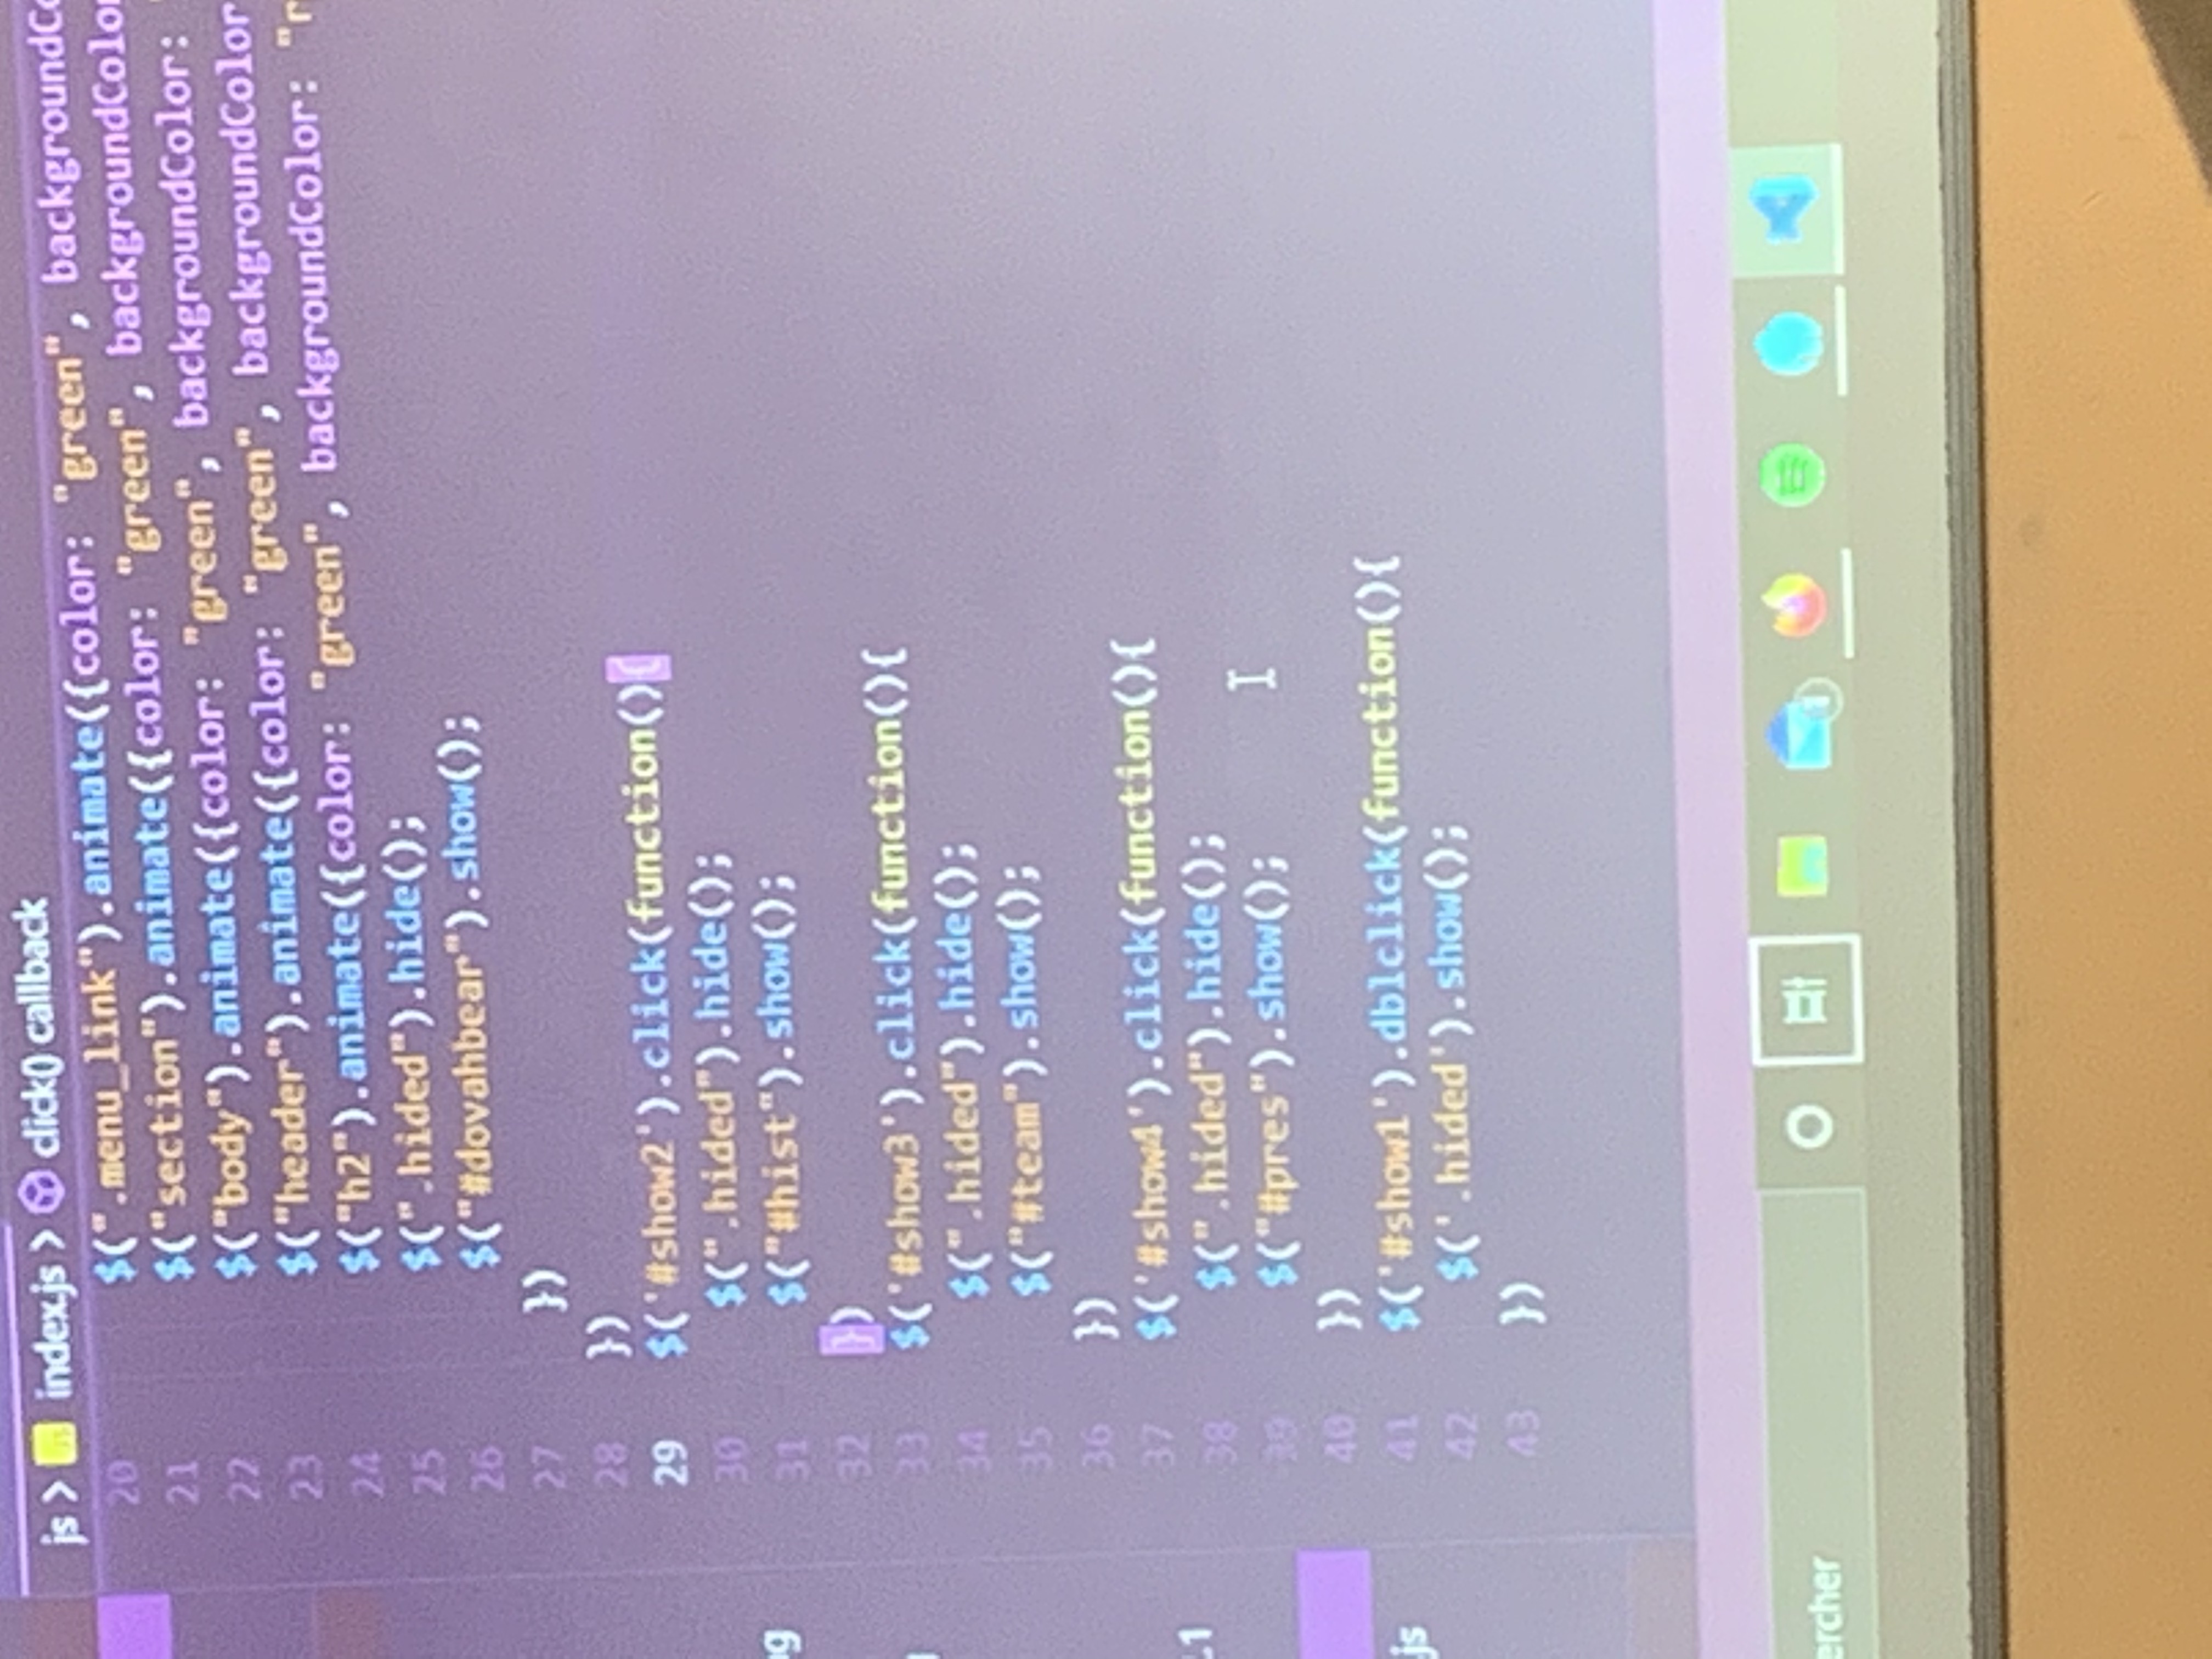 js > index.js > click() callback
20 $(".menu_link").animate({color: "green", backgroundCo
21 $("section").animate({color: "green", backgroundColo
22 $("body").animate({color: "green", backgroundColor:
23 $("header").animate({color: "green", backgroundColor
24 $("h2").animate({color: "green", backgroundColor: "r
25 $(".hided").hide();
26 $("#dovahbear").show();
27 })
28 })
29 $('#show2').click(function(){
30 $(".hided").hide();
31 $("#hist").show();
32 })
33 $('#show3').click(function(){
34 $(".hided").hide();
35 $("#team").show();
36 })
37 $('#show4').click(function(){
38 $(".hided").hide();
39 $("#pres").show();
40 })
41 $('#show1').dblclick(function(){
42 $('.hided').show();
43 })
ercher